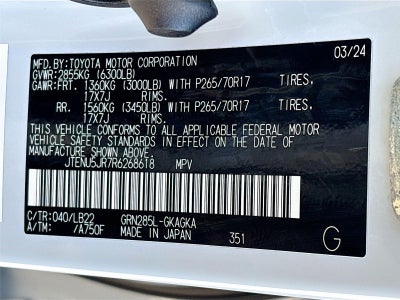 MFD.BY:TOYOTA MOTOR CORPORATION 03/24
GVWR:2855KG (6300LB)
GAWR:FRT. 1360KG (3000LB) WITH P265/70R17 TIRES,
17X7J RIMS.
RR. 1560KG (3450LB) WITH P265/70R17 TIRES,
17X7J RIMS.
THIS VEHICLE CONFORMS TO ALL APPLICABLE FEDERAL MOTOR
VEHICLE SAFETY STANDARDS IN EFFECT ON THE DATE OF
MANUFACTURE SHOWN ABOVE.
JTENU5JR7R6268618 MPV
C/TR:040/LB22 GRN285L-GKAGKA
A/TM: /A750F MADE IN JAPAN 351 G